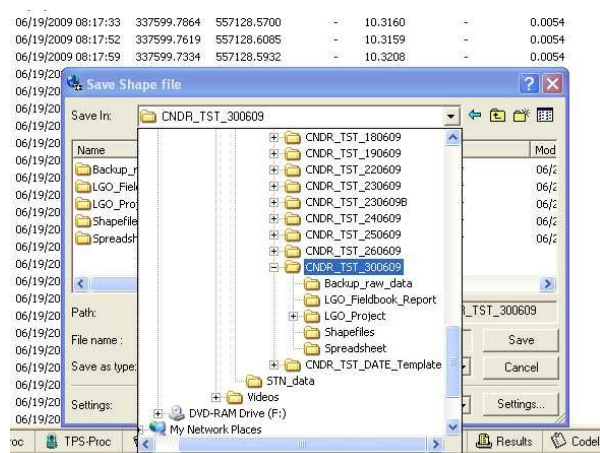 06/19/2009 08:17:33 337599.7864 557128.5700 - 10.3160 - 0.0054
06/19/2009 08:17:52 337599.7619 557128.6085 - 10.3159 - 0.0054
06/19/2009 08:17:59 337599.7334 557128.5932 - 10.3208 - 0.0054
Save Shape file
Save In: CNDR_TST_300609
Name Mod
Backup_r
LGO_Fiel
LGO_Proj
Shapefile
Spreadsh
CNDR_TST_180609
CNDR_TST_190609
CNDR_TST_220609
CNDR_TST_230609
CNDR_TST_230609B
CNDR_TST_240609
CNDR_TST_250609
CNDR_TST_260609
CNDR_TST_300609
Backup_raw_data
LGO_Fieldbook_Report
LGO_Project
Shapefiles
Spreadsheet
CNDR_TST_DATE_Template
STN_data
Videos
DVD-RAM Drive (F:)
My Network Places
Path: _TST_300609
File name : Save
Save as type: Cancel
Settings: Settings...
TPS-Proc Results Codel